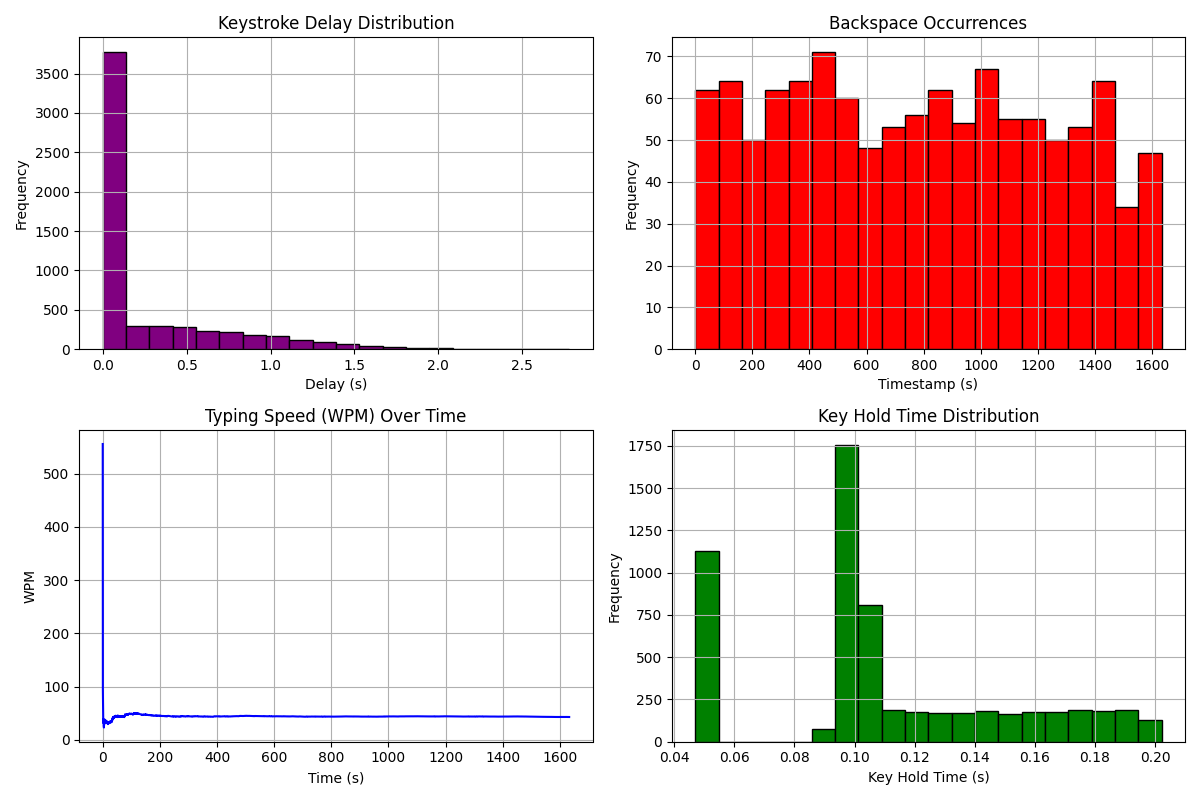 Keystroke Delay Distribution
Frequency
3500
3000
2500
2000
1500
1000
500
0
0.0 0.5 1.0 1.5 2.0 2.5
Delay (s)
Backspace Occurrences
Frequency
70
60
50
40
30
20
10
0
0 200 400 600 800 1000 1200 1400 1600
Timestamp (s)
Typing Speed (WPM) Over Time
WPM
500
400
300
200
100
0
0 200 400 600 800 1000 1200 1400 1600
Time (s)
Key Hold Time Distribution
Frequency
1750
1500
1250
1000
750
500
250
0
0.04 0.06 0.08 0.10 0.12 0.14 0.16 0.18 0.20
Key Hold Time (s)